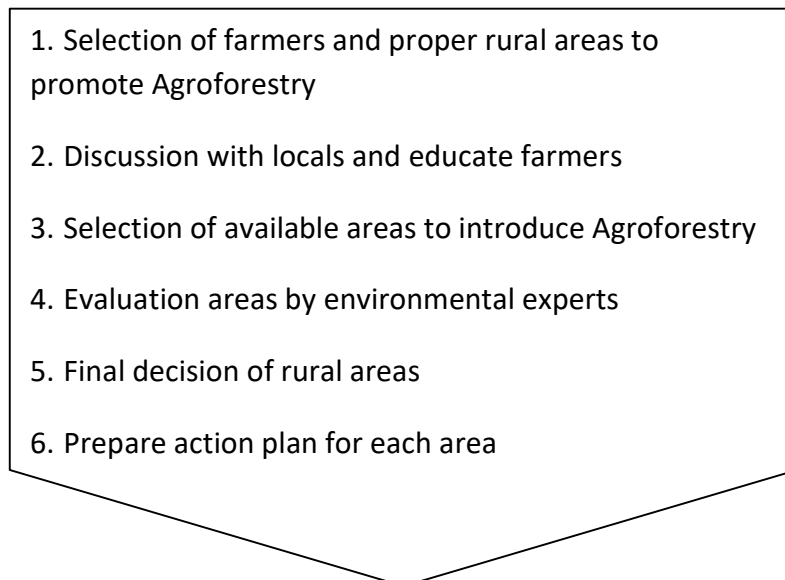 1. Selection of farmers and proper rural areas to
promote Agroforestry
2. Discussion with locals and educate farmers
3. Selection of available areas to introduce Agroforestry
4. Evaluation areas by environmental experts
5. Final decision of rural areas
6. Prepare action plan for each area